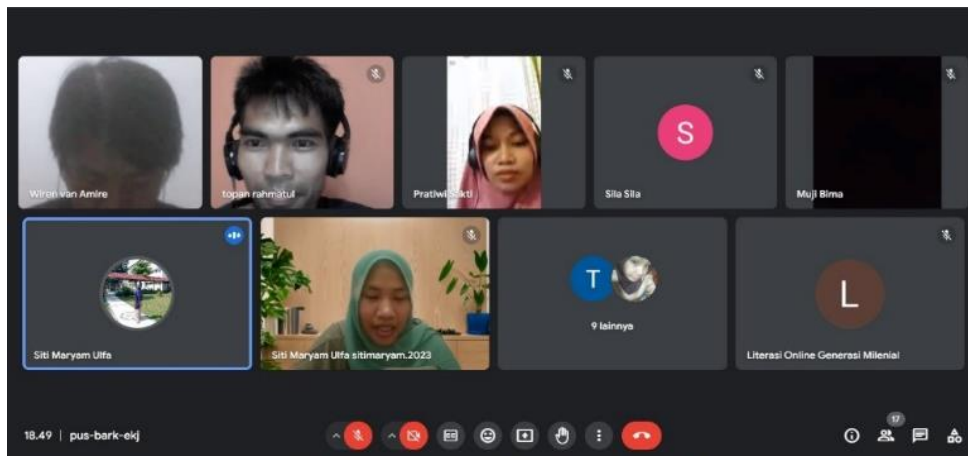 Wiren van Amire
topan rahmatul
Pratiwi Sakti
S
Sila Sila
Muji Bima
Siti Maryam Ulfa
Siti Maryam Ulfa sitimaryam.2023
T
9 lainnya
L
Literasi Online Generasi Milenial
18.49 | pus-bark-ekj
17